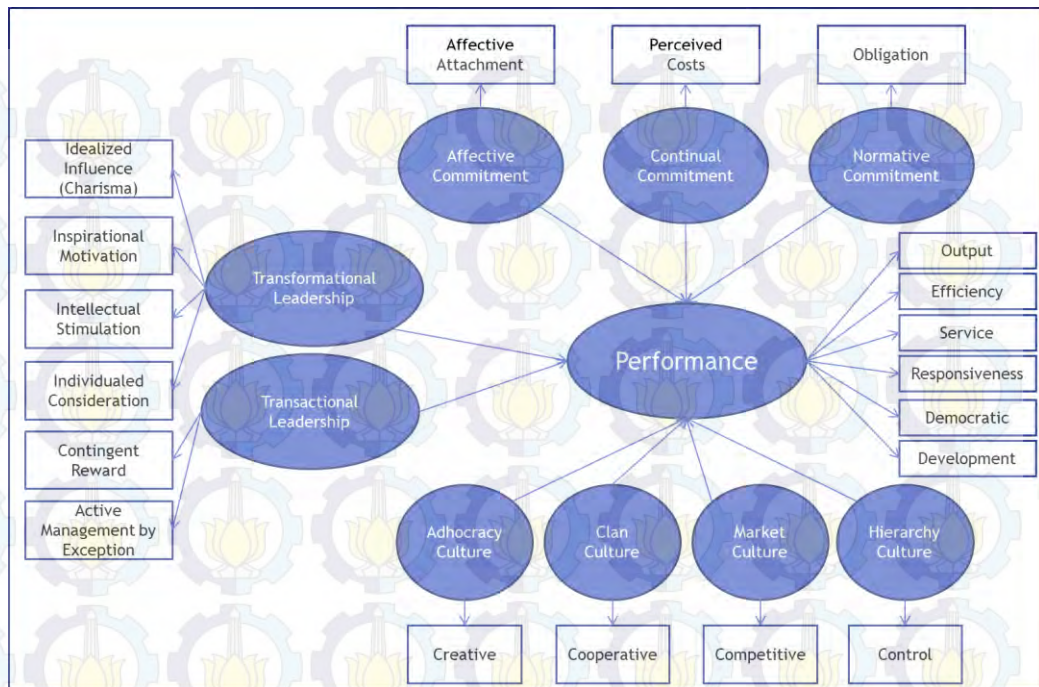 Affective
Attachment
Perceived
Costs
Obligation
Affective
Commitment
Continual
Commitment
Normative
Commitment
Idealized
Influence
(Charisma)
Inspirational
Motivation
Intellectual
Stimulation
Individualed
Consideration
Contingent
Reward
Active
Management by
Exception
Transformational
Leadership
Transactional
Leadership
Performance
Output
Efficiency
Service
Responsiveness
Democratic
Development
Adhocracy
Culture
Clan
Culture
Market
Culture
Hierarchy
Culture
Creative
Cooperative
Competitive
Control